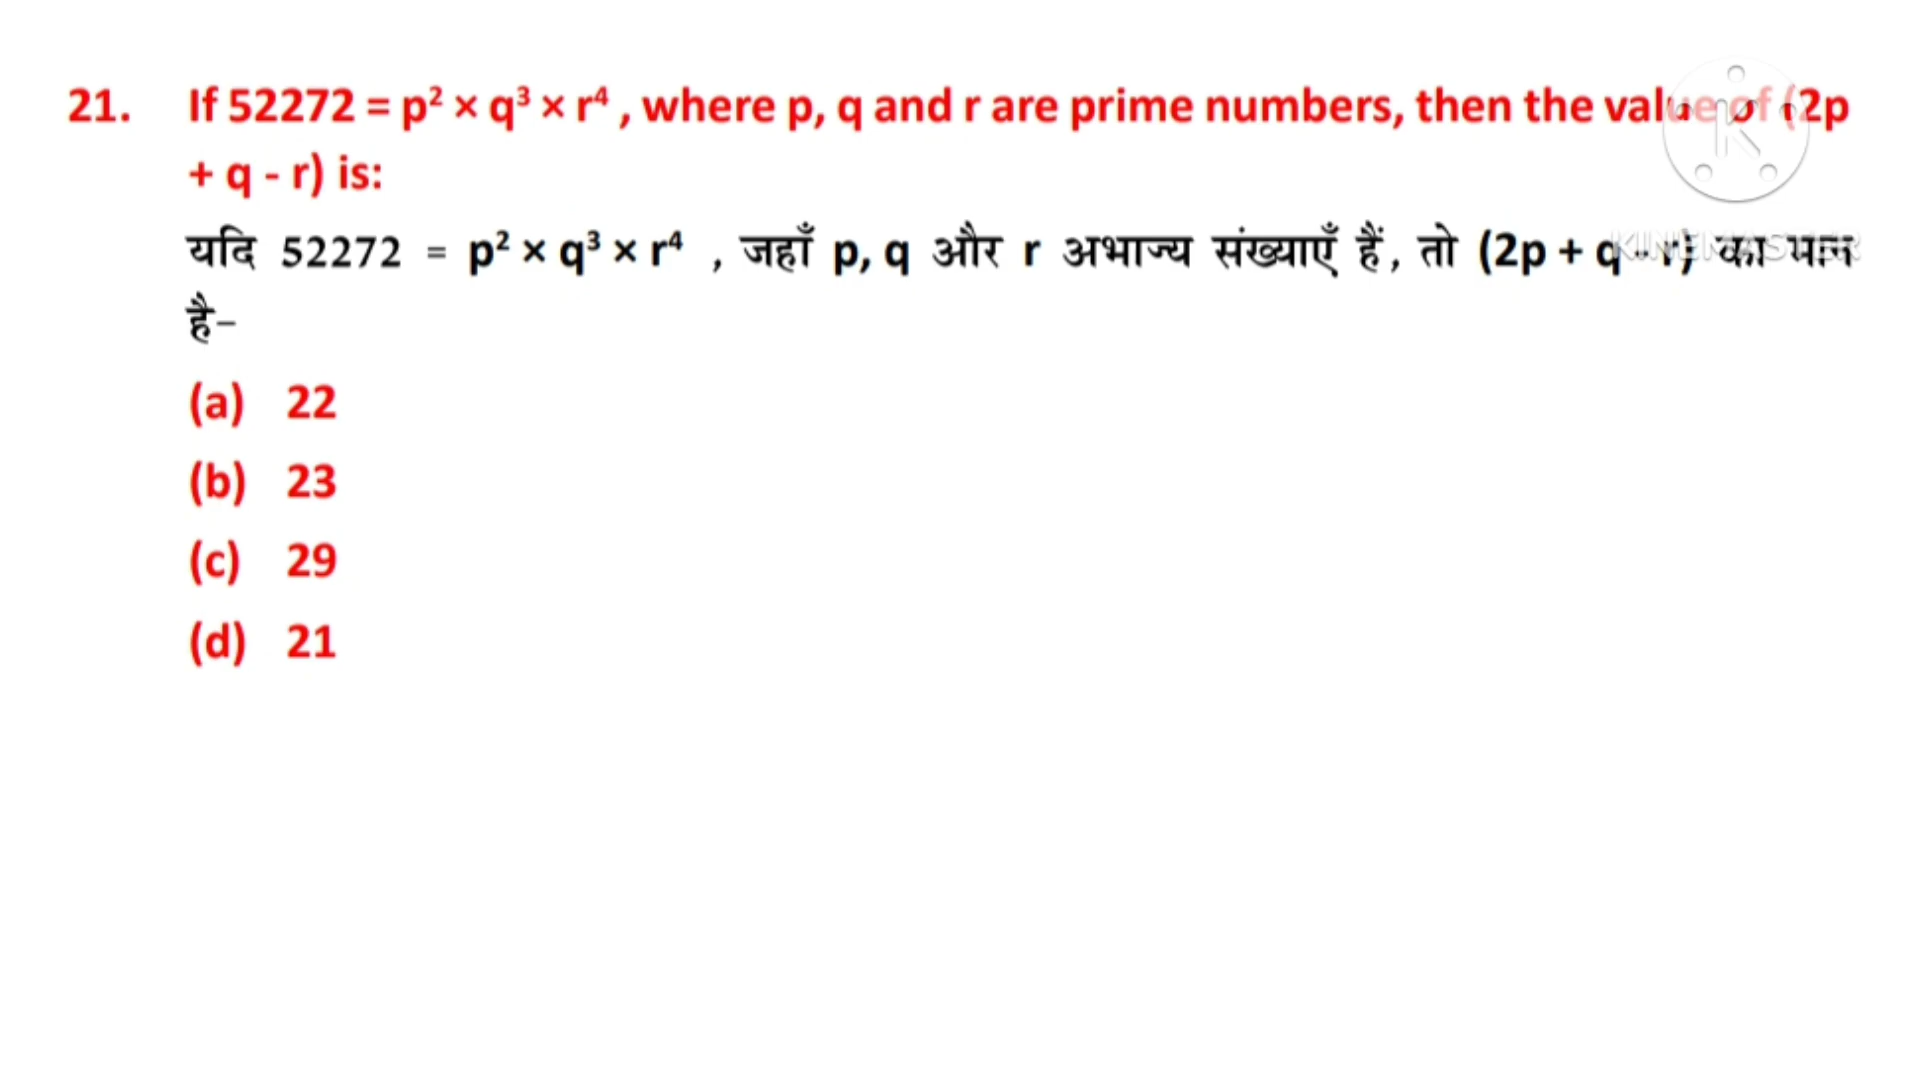 21. If 52272 = p² × q³ × r⁴ , where p, q and r are prime numbers, then the value of (2p
+ q - r) is:
यदि 52272 = p² × q³ × r⁴ , जहाँ p, q और r अभाज्य संख्याएँ हैं, तो (2p + q - r) का मान
है–
(a) 22
(b) 23
(c) 29
(d) 21
K
KINEMASTER